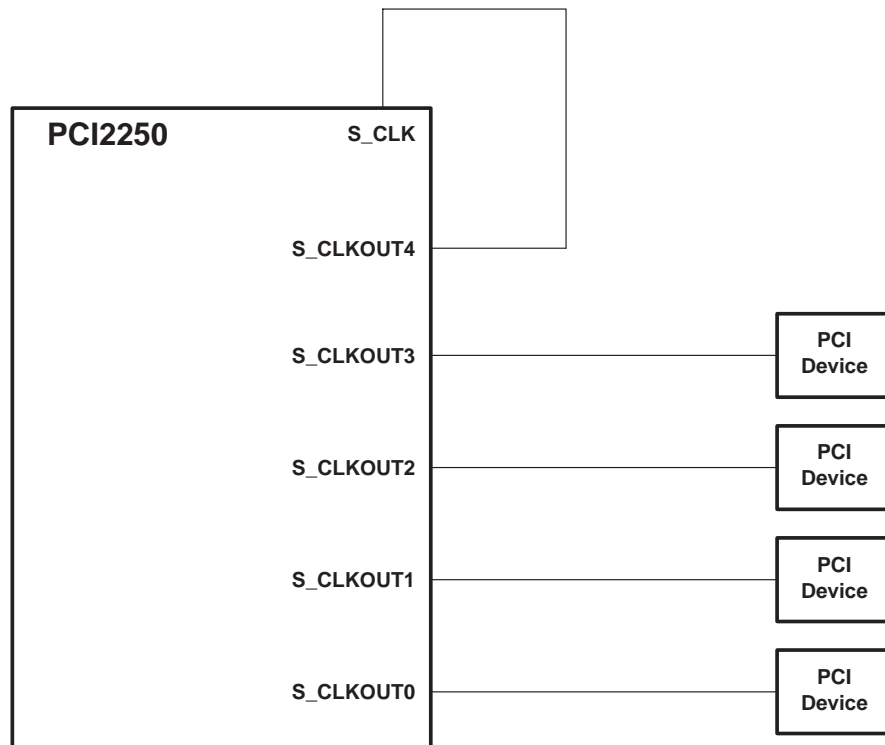 PCI2250
S_CLK
S_CLKOUT4
S_CLKOUT3
PCI
Device
S_CLKOUT2
PCI
Device
S_CLKOUT1
PCI
Device
S_CLKOUT0
PCI
Device